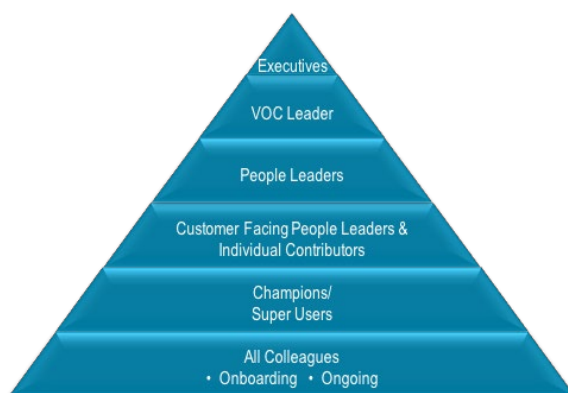 Executives
VOC Leader
People Leaders
Customer Facing People Leaders &
Individual Contributors
Champions/
Super Users
All Colleagues
• Onboarding • Ongoing